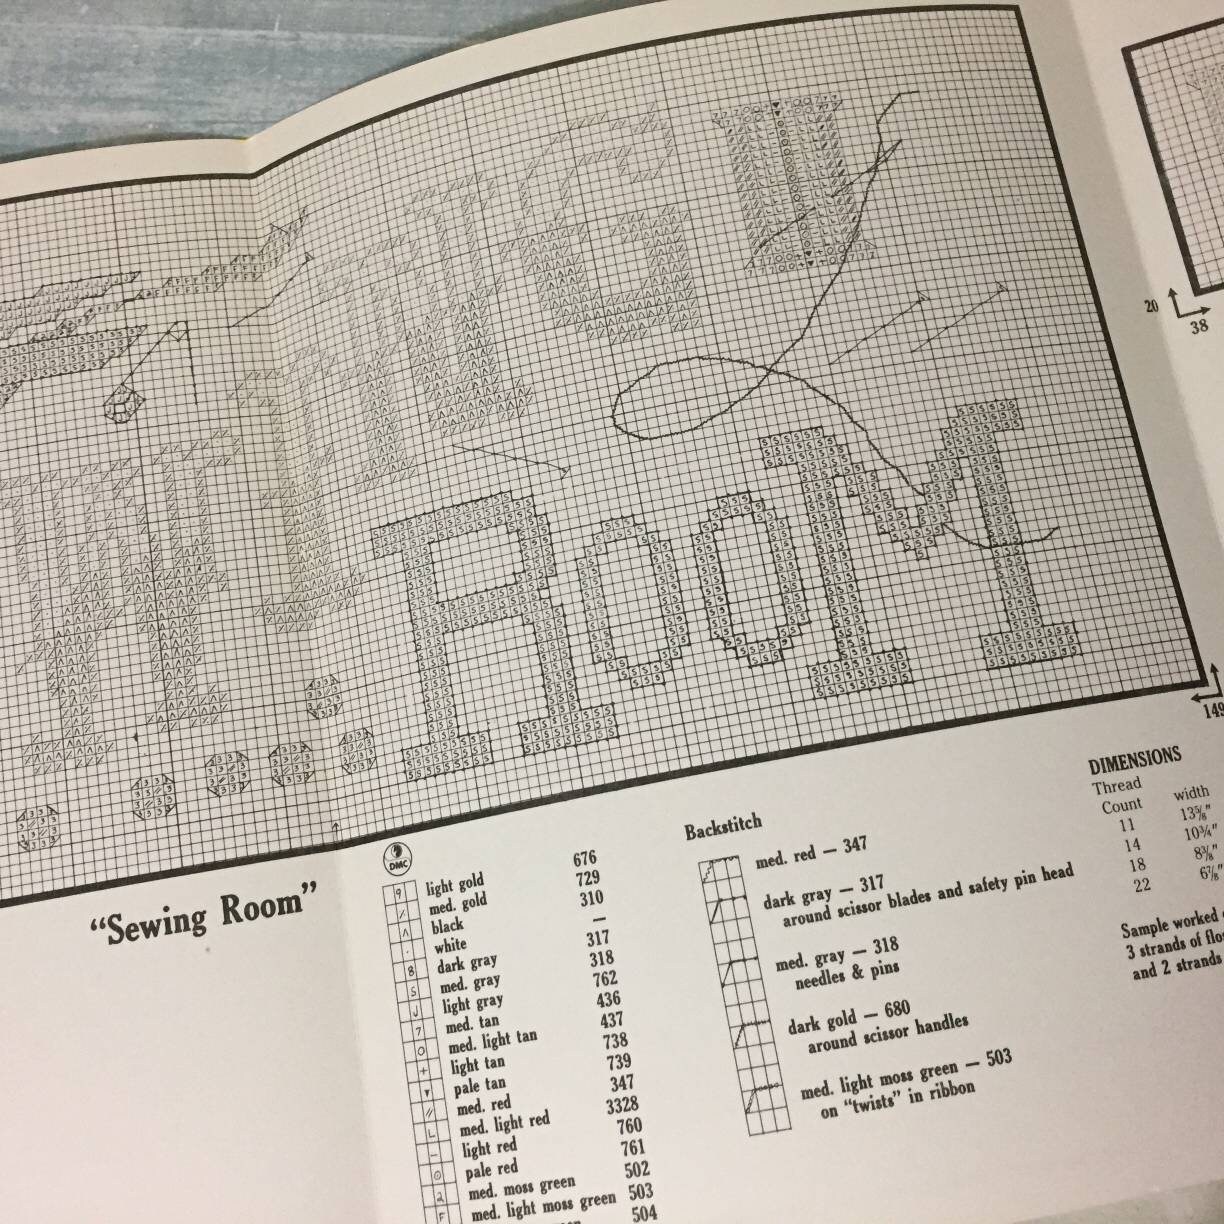 RooM
20
38
149
"Sewing Room"
DMC
light gold 676
med. gold 729
black 310
white —
dark gray 317
med. gray 318
light gray 762
med. tan 436
med. light tan 437
light tan 738
pale tan 739
med. red 347
med. light red 3328
light red 760
pale red 761
med. moss green 502
med. light moss green 503
504
Backstitch
med. red — 347
dark gray — 317
around scissor blades and safety pin head
med. gray — 318
needles & pins
dark gold — 680
around scissor handles
med. light moss green — 503
on "twists" in ribbon
DIMENSIONS
Thread
Count width
11 13⅝"
14 10¾"
18 8⅜"
22 6⅞"
Sample worked
3 strands of
and 2 strands